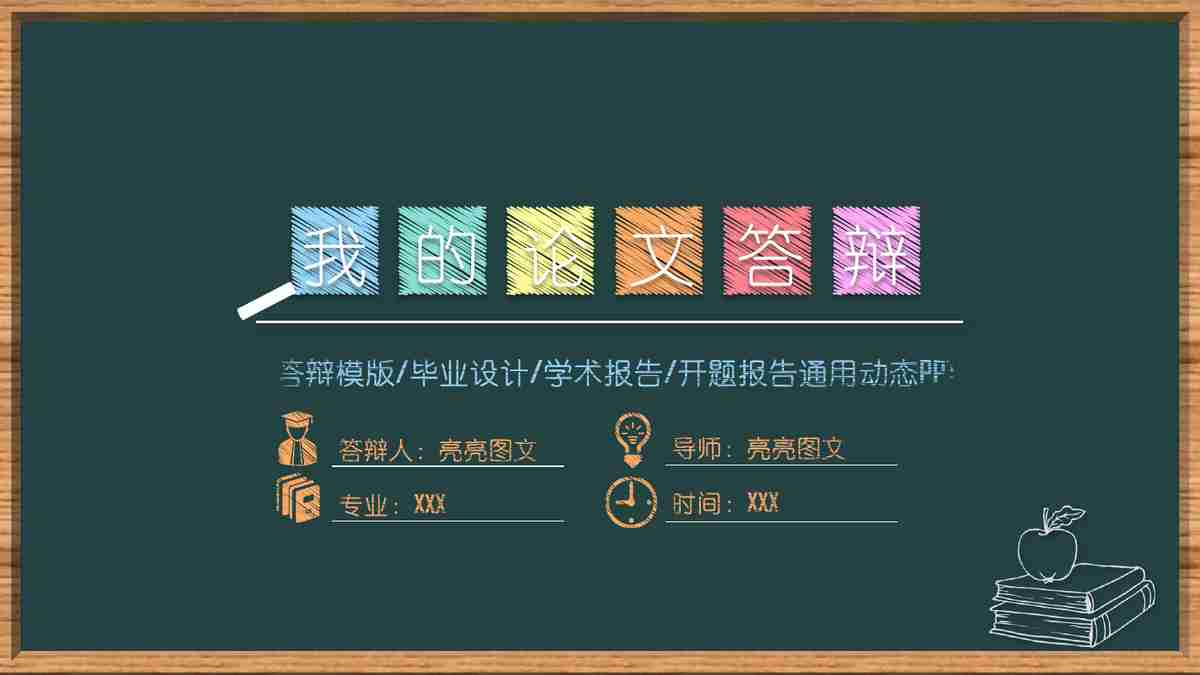 我的论文答辩
答辩模版/毕业设计/学术报告/开题报告通用动态PPT
答辩人：亮亮图文
导师：亮亮图文
专业：XXX
时间：XXX